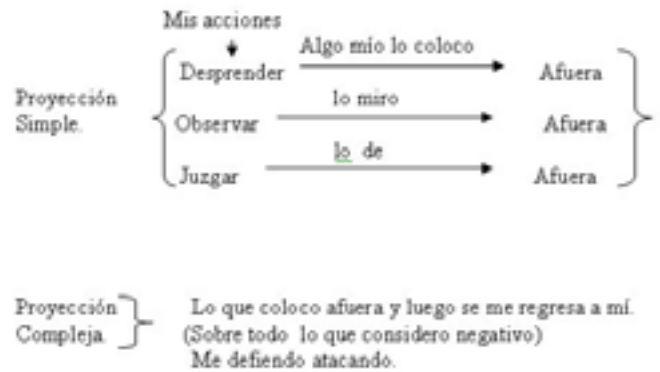 Mis acciones
Algo mío lo coloco
Desprender Afuera
Proyección lo miro
Simple. Observar Afuera
lo de
Juzgar Afuera
Proyección Lo que coloco afuera y luego se me regresa a mí.
Compleja. (Sobre todo lo que considero negativo)
Me defiendo atacando.